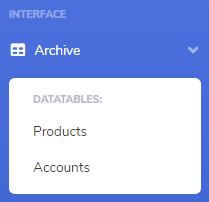 INTERFACE
Archive
DATATABLES:
Products
Accounts